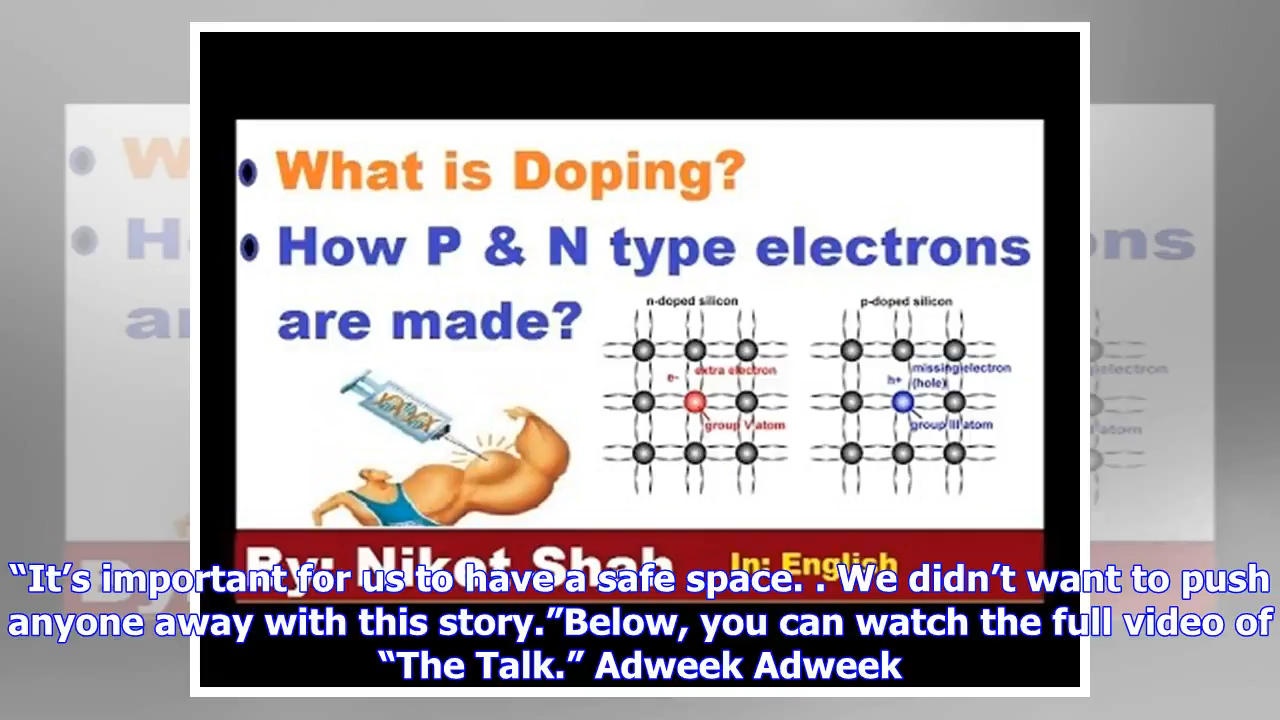 What is Doping?
How P & N type electrons
are made?
n-doped silicon
p-doped silicon
extra electron
e-
group V atom
missing electron
h+
(hole)
group III atom
By: Niket Shah
In: English
“It’s important for us to have a safe space. . We didn’t want to push
anyone away with this story.”Below, you can watch the full video of
“The Talk.” Adweek Adweek